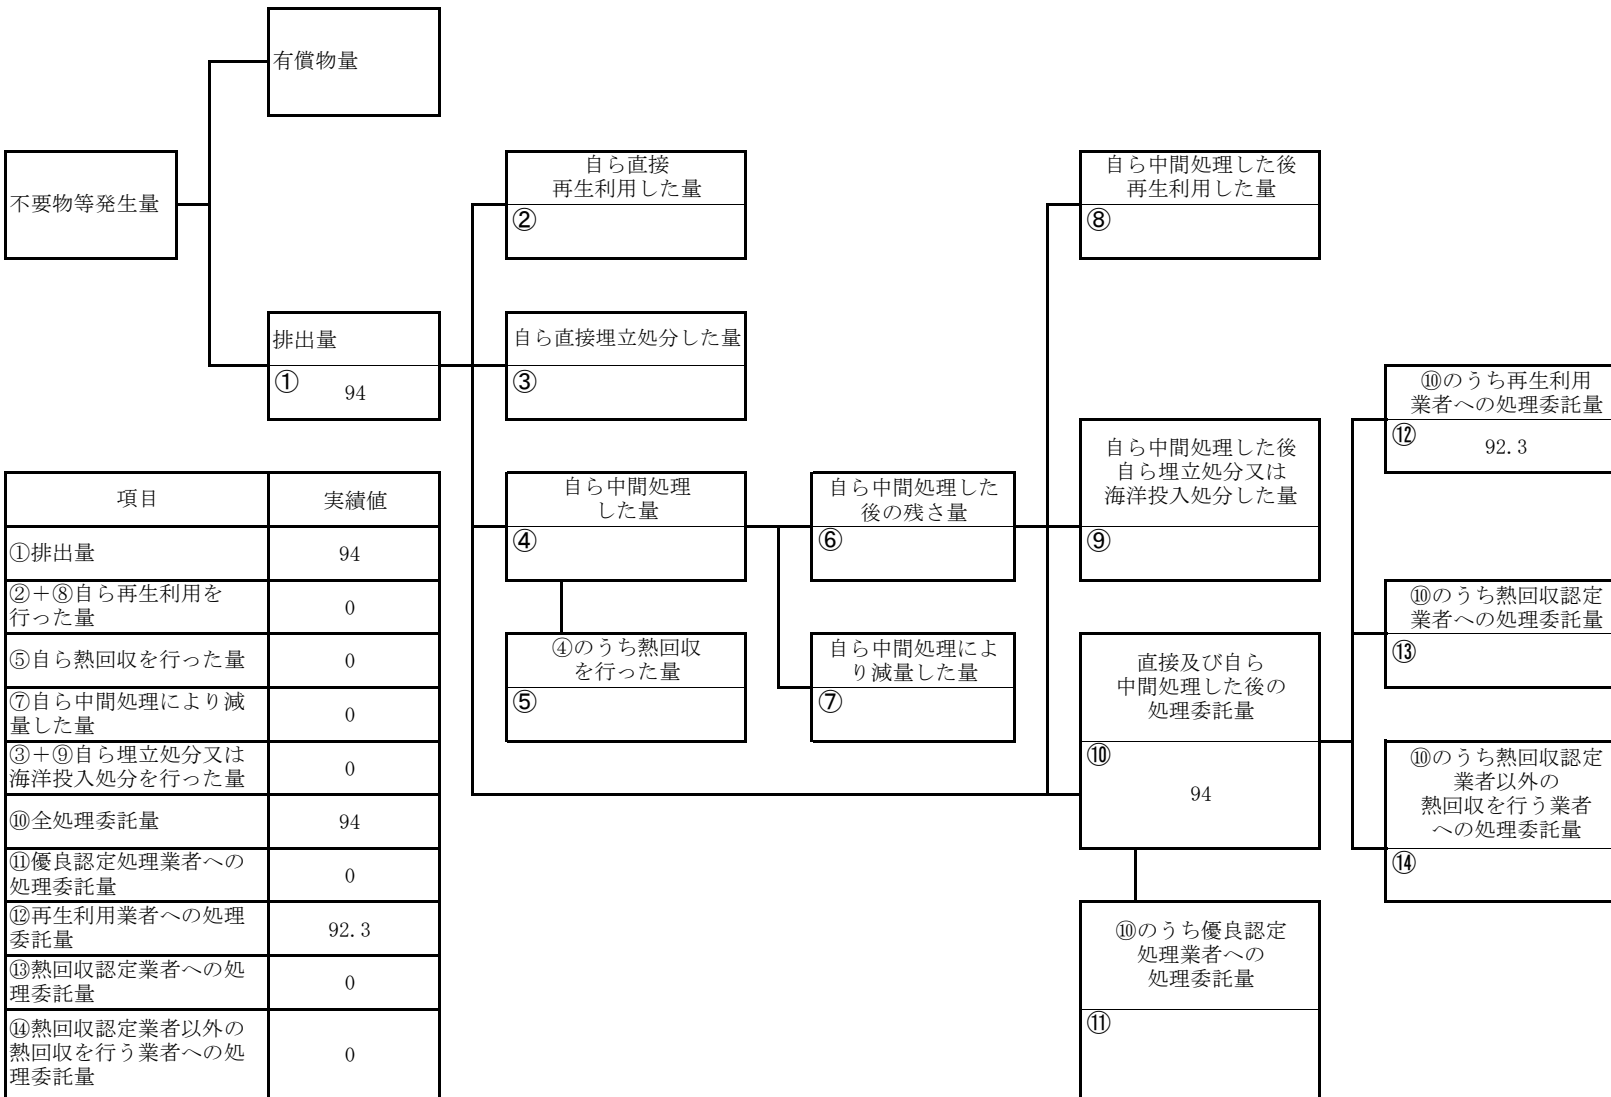 有償物量
不要物等発生量
自ら直接
再生利用した量
②
自ら中間処理した後
再生利用した量
⑧
排出量
①
94
自ら直接埋立処分した量
③
⑩のうち再生利用
業者への処理委託量
⑫
92.3
自ら中間処理
した量
④
自ら中間処理した
後の残さ量
⑥
自ら中間処理した後
自ら埋立処分又は
海洋投入処分した量
⑨
④のうち熱回収
を行った量
⑤
自ら中間処理によ
り減量した量
⑦
直接及び自ら
中間処理した後の
処理委託量
⑩
94
⑩のうち熱回収認定
業者への処理委託量
⑬
⑩のうち熱回収認定
業者以外の
熱回収を行う業者
への処理委託量
⑭
⑩のうち優良認定
処理業者への
処理委託量
⑪
項目 実績値
①排出量 94
②+⑧自ら再生利用を
行った量 0
⑤自ら熱回収を行った量 0
⑦自ら中間処理により減
量した量 0
③+⑨自ら埋立処分又は
海洋投入処分を行った量 0
⑩全処理委託量 94
⑪優良認定処理業者への
処理委託量 0
⑫再生利用業者への処理
委託量 92.3
⑬熱回収認定業者への処
理委託量 0
⑭熱回収認定業者以外の
熱回収を行う業者への処
理委託量 0